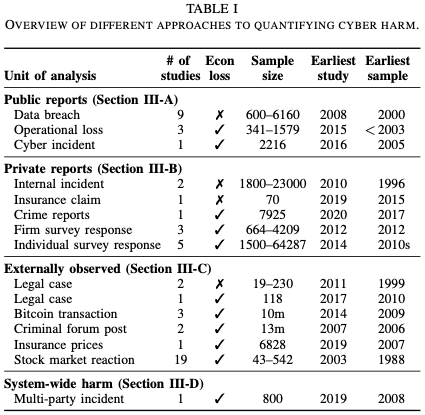 TABLE I
OVERVIEW OF DIFFERENT APPROACHES TO QUANTIFYING CYBER HARM.
# of Econ Sample Earliest Earliest
Unit of analysis studies loss size study sample
Public reports (Section III-A)
Data breach 9 ✗ 600–6160 2008 2000
Operational loss 3 ✓ 341–1579 2015 <2003
Cyber incident 1 ✓ 2216 2016 2005
Private reports (Section III-B)
Internal incident 2 ✗ 1800–23000 2010 1996
Insurance claim 1 ✗ 70 2019 2015
Crime reports 1 ✓ 7925 2020 2017
Firm survey response 3 ✓ 664–4209 2012 2012
Individual survey response 5 ✓ 1500–64287 2014 2010s
Externally observed (Section III-C)
Legal case 2 ✗ 19–230 2011 1999
Legal case 1 ✓ 118 2017 2010
Bitcoin transaction 3 ✓ 10m 2014 2009
Criminal forum post 2 ✓ 13m 2007 2006
Insurance prices 1 ✓ 6828 2019 2007
Stock market reaction 19 ✓ 43–542 2003 1988
System-wide harm (Section III-D)
Multi-party incident 1 ✓ 800 2019 2008